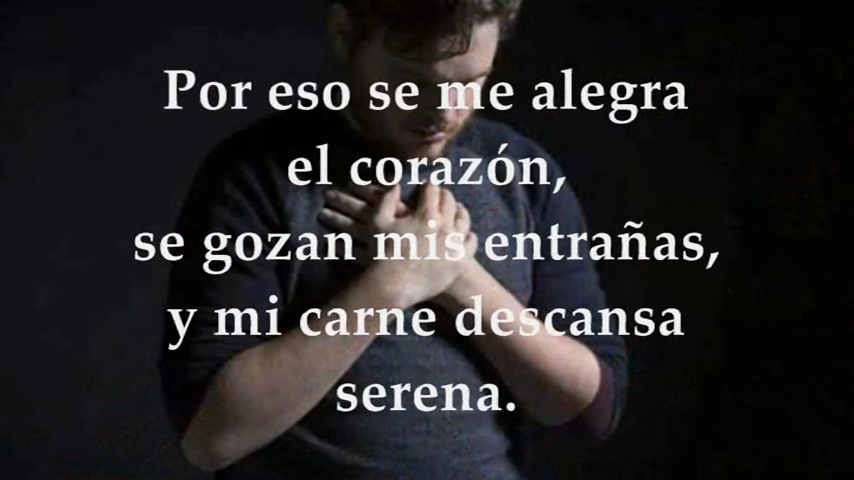 Por eso se me alegra
el corazón,
se gozan mis entrañas,
y mi carne descansa
serena.